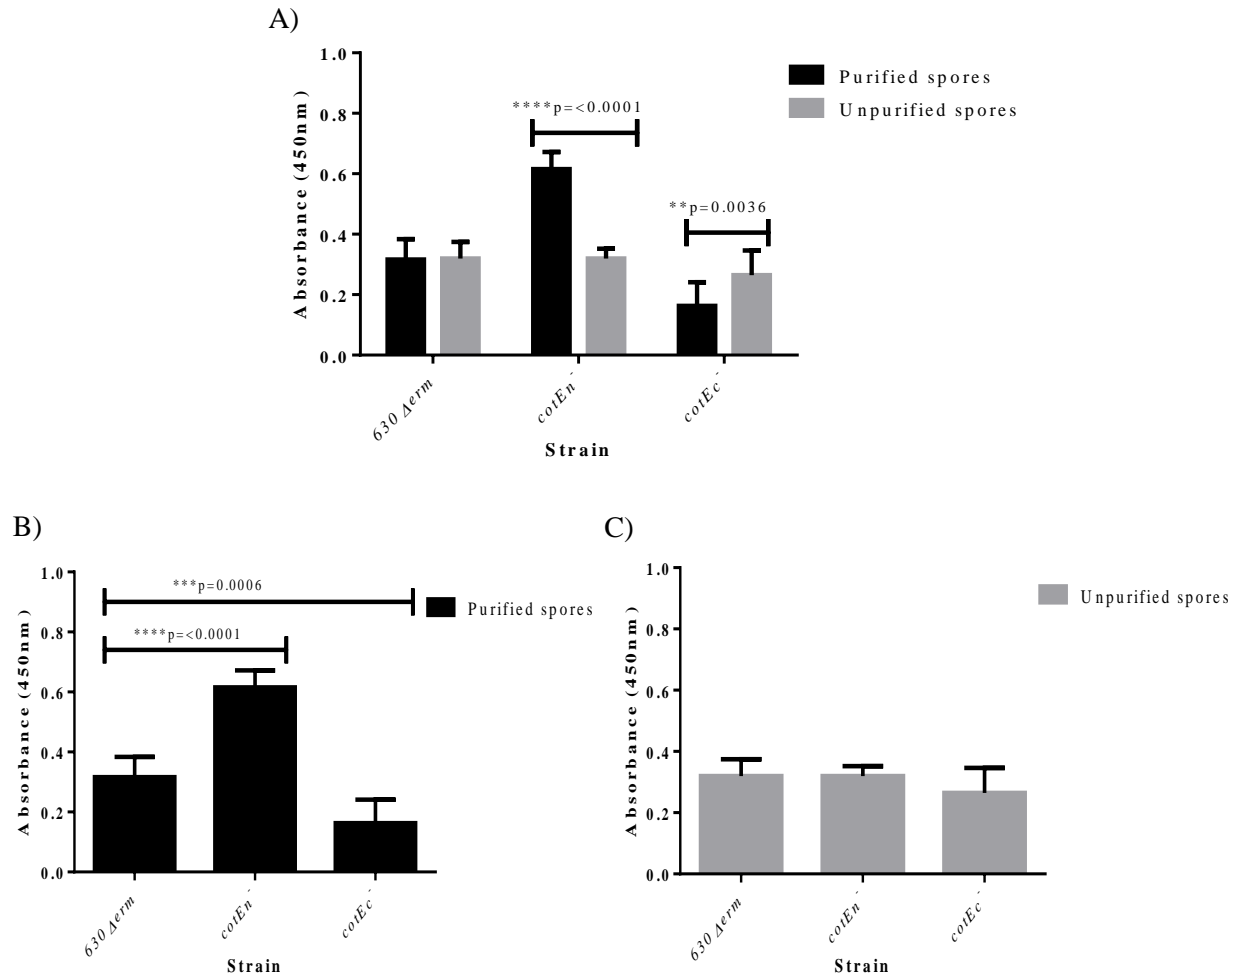 A)
1.0
Purified spores
****p=<0.0001
Unpurified spores
0.8
0.6
**p=0.0036
0.4
0.2
0.0
Absorbance (450nm)
630 Δerm
cotEn-
cotEc-
Strain
B)
1.0
***p=0.0006
Purified spores
0.8
****p=<0.0001
0.6
0.4
0.2
0.0
Absorbance (450nm)
630 Δerm
cotEn-
cotEc-
Strain
C)
1.0
Unpurified spores
0.8
0.6
0.4
0.2
0.0
Absorbance (450nm)
630 Δerm
cotEn-
cotEc-
Strain